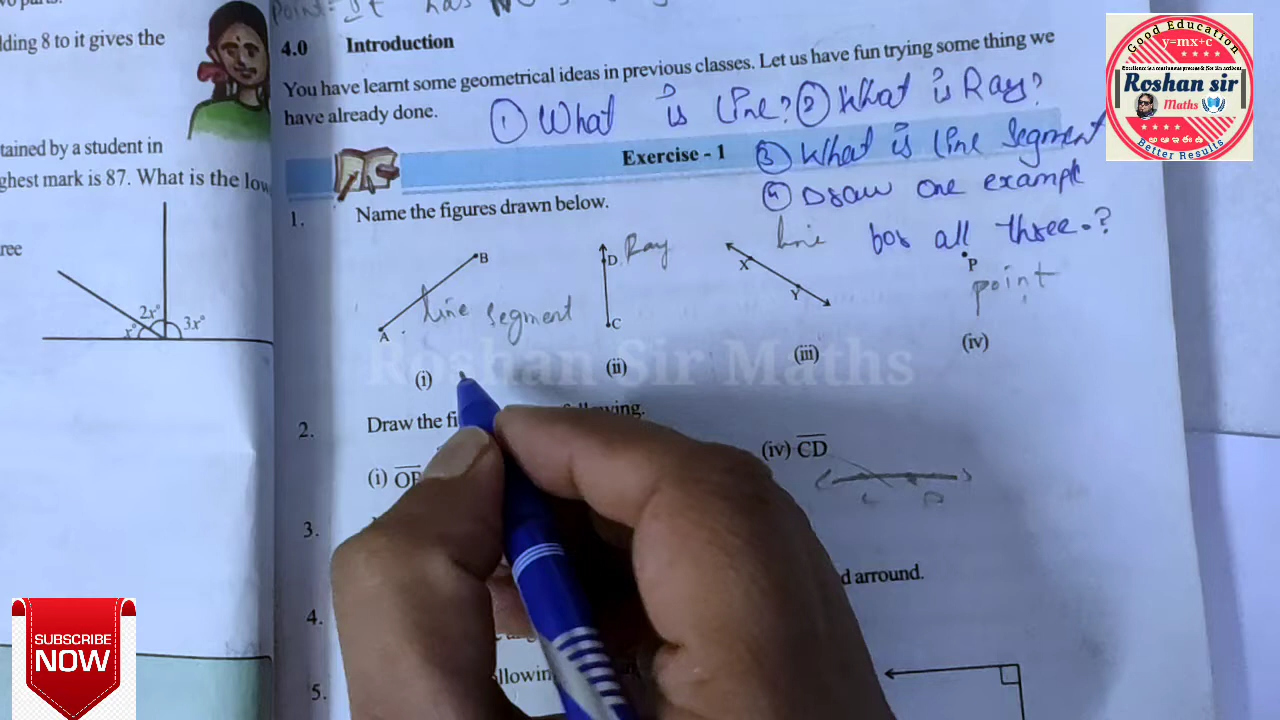 4.0 Introduction
You have learnt some geometrical ideas in previous classes. Let us have fun trying some thing we
have already done.
① What is line? ② What is Ray?
Exercise - 1
③ What is line segment
④ Draw one example
for all three.?
1. Name the figures drawn below.
A B line segment
(i)
D C Ray
(ii)
X Y line
(iii)
P point
(iv)
2. Draw the fi
following.
(i) OP
(iv) CD
C D
3.
d arround.
4.
5.
llowin
lding 8 to it gives the
tained by a student in
ghest mark is 87. What is the low
ree
x° 2x° 3x°
Roshan Sir Maths
Good Education
y=mx+c
Roshan sir
Maths
Better Results
SUBSCRIBE
NOW